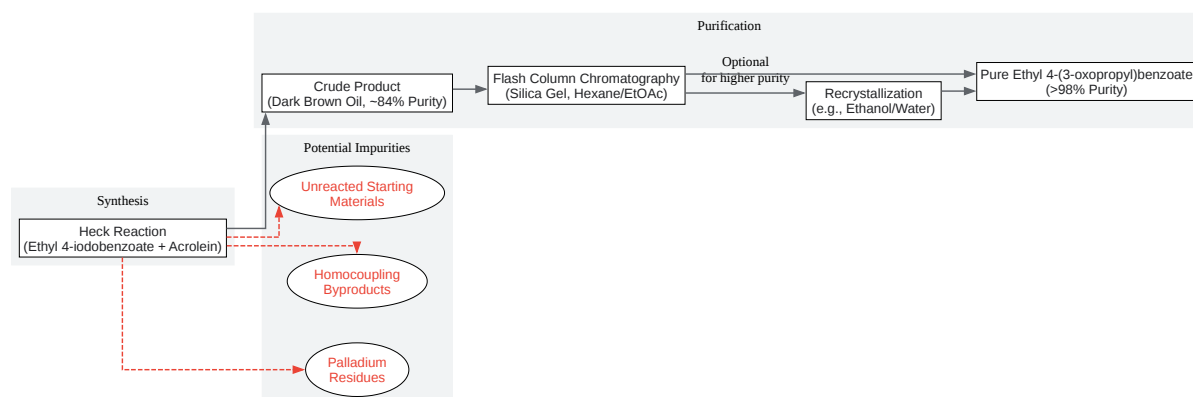 Purification
Crude Product
(Dark Brown Oil, ~84% Purity)
Flash Column Chromatography
(Silica Gel, Hexane/EtOAc)
Optional
for higher purity
Recrystallization
(e.g., Ethanol/Water)
Pure Ethyl 4-(3-oxopropyl)benzoate
(>98% Purity)
Potential Impurities
Unreacted Starting
Materials
Homocoupling
Byproducts
Palladium
Residues
Synthesis
Heck Reaction
(Ethyl 4-iodobenzoate + Acrolein)